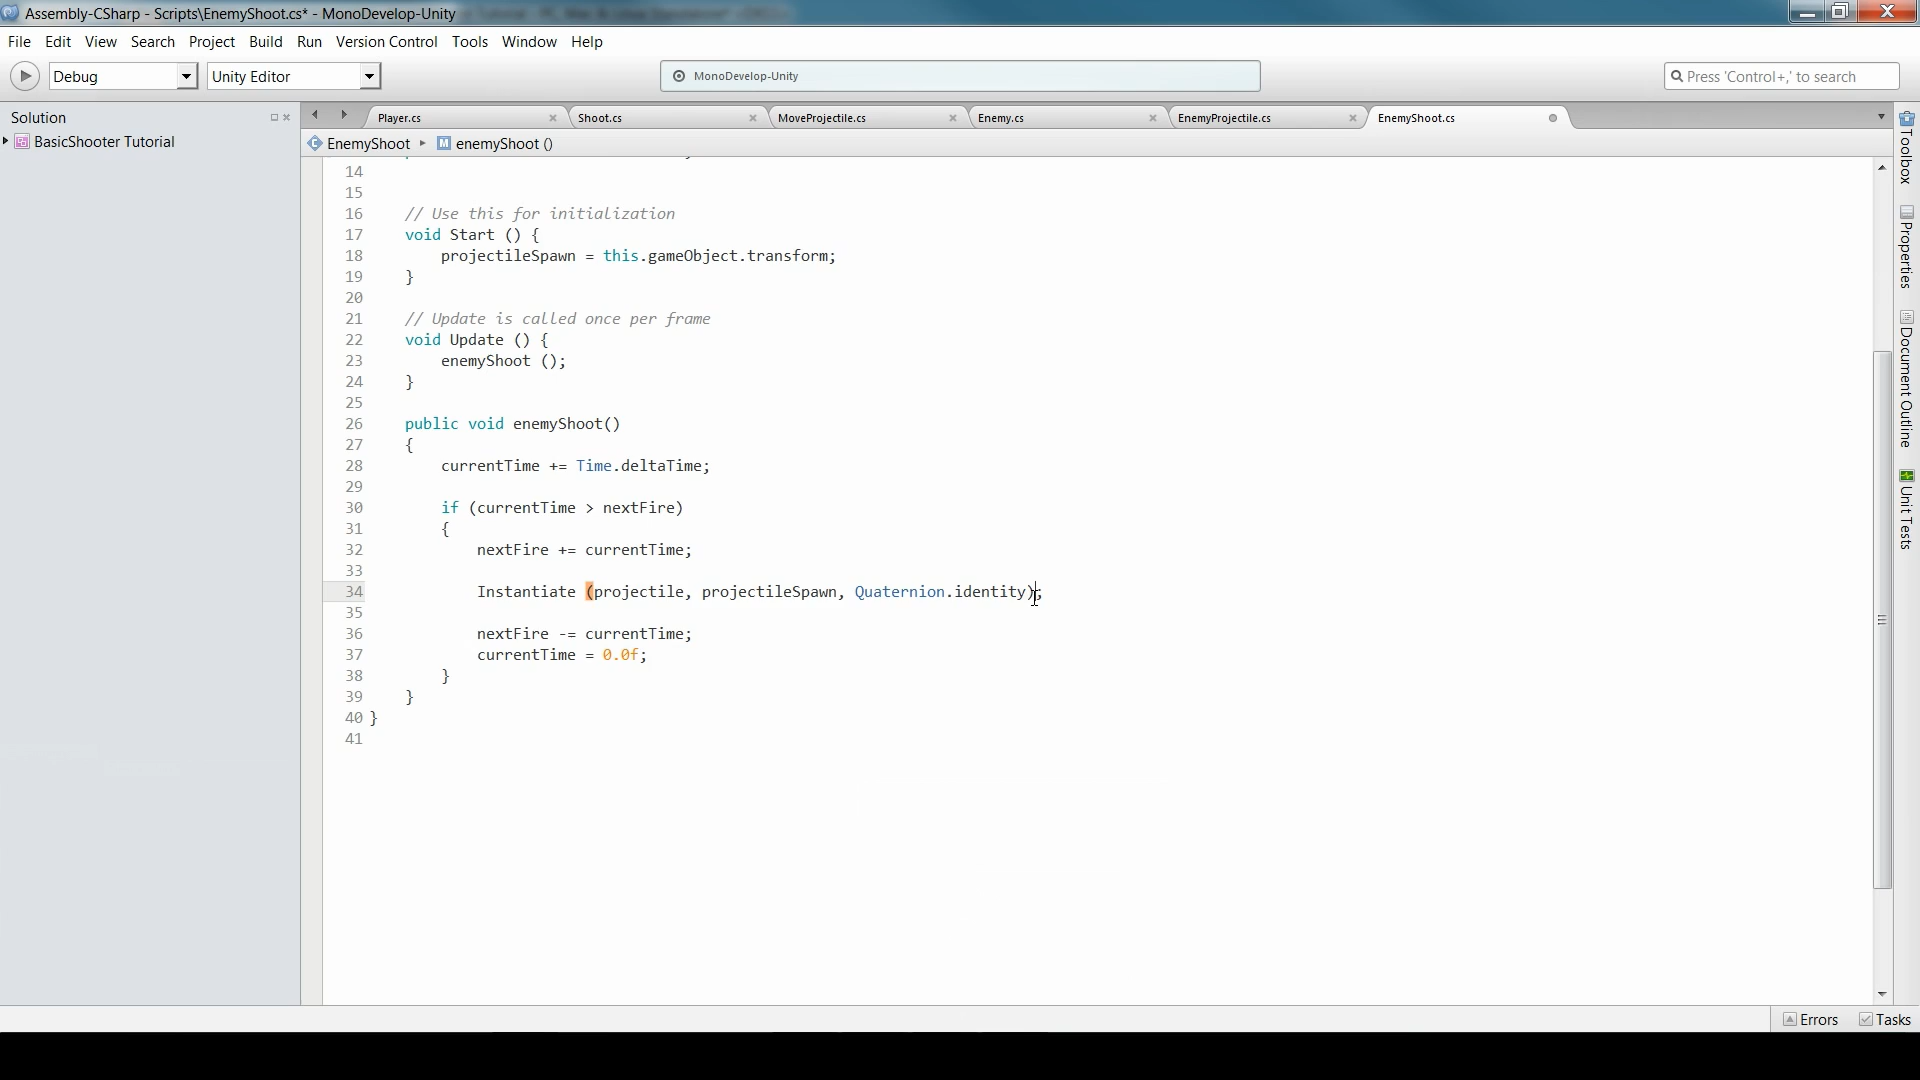 Assembly-CSharp - Scripts\EnemyShoot.cs* - MonoDevelop-Unity
File Edit View Search Project Build Run Version Control Tools Window Help
Debug Unity Editor MonoDevelop-Unity Press 'Control+,' to search
Solution
BasicShooter Tutorial
Player.cs Shoot.cs MoveProjectile.cs Enemy.cs EnemyProjectile.cs EnemyShoot.cs
EnemyShoot M enemyShoot ()
14
15
16 // Use this for initialization
17 void Start () {
18 projectileSpawn = this.gameObject.transform;
19 }
20
21 // Update is called once per frame
22 void Update () {
23 enemyShoot ();
24 }
25
26 public void enemyShoot()
27 {
28 currentTime += Time.deltaTime;
29
30 if (currentTime > nextFire)
31 {
32 nextFire += currentTime;
33
34 Instantiate (projectile, projectileSpawn, Quaternion.identity);
35
36 nextFire -= currentTime;
37 currentTime = 0.0f;
38 }
39 }
40 }
41
Toolbox
Properties
Document Outline
Unit Tests
Errors Tasks